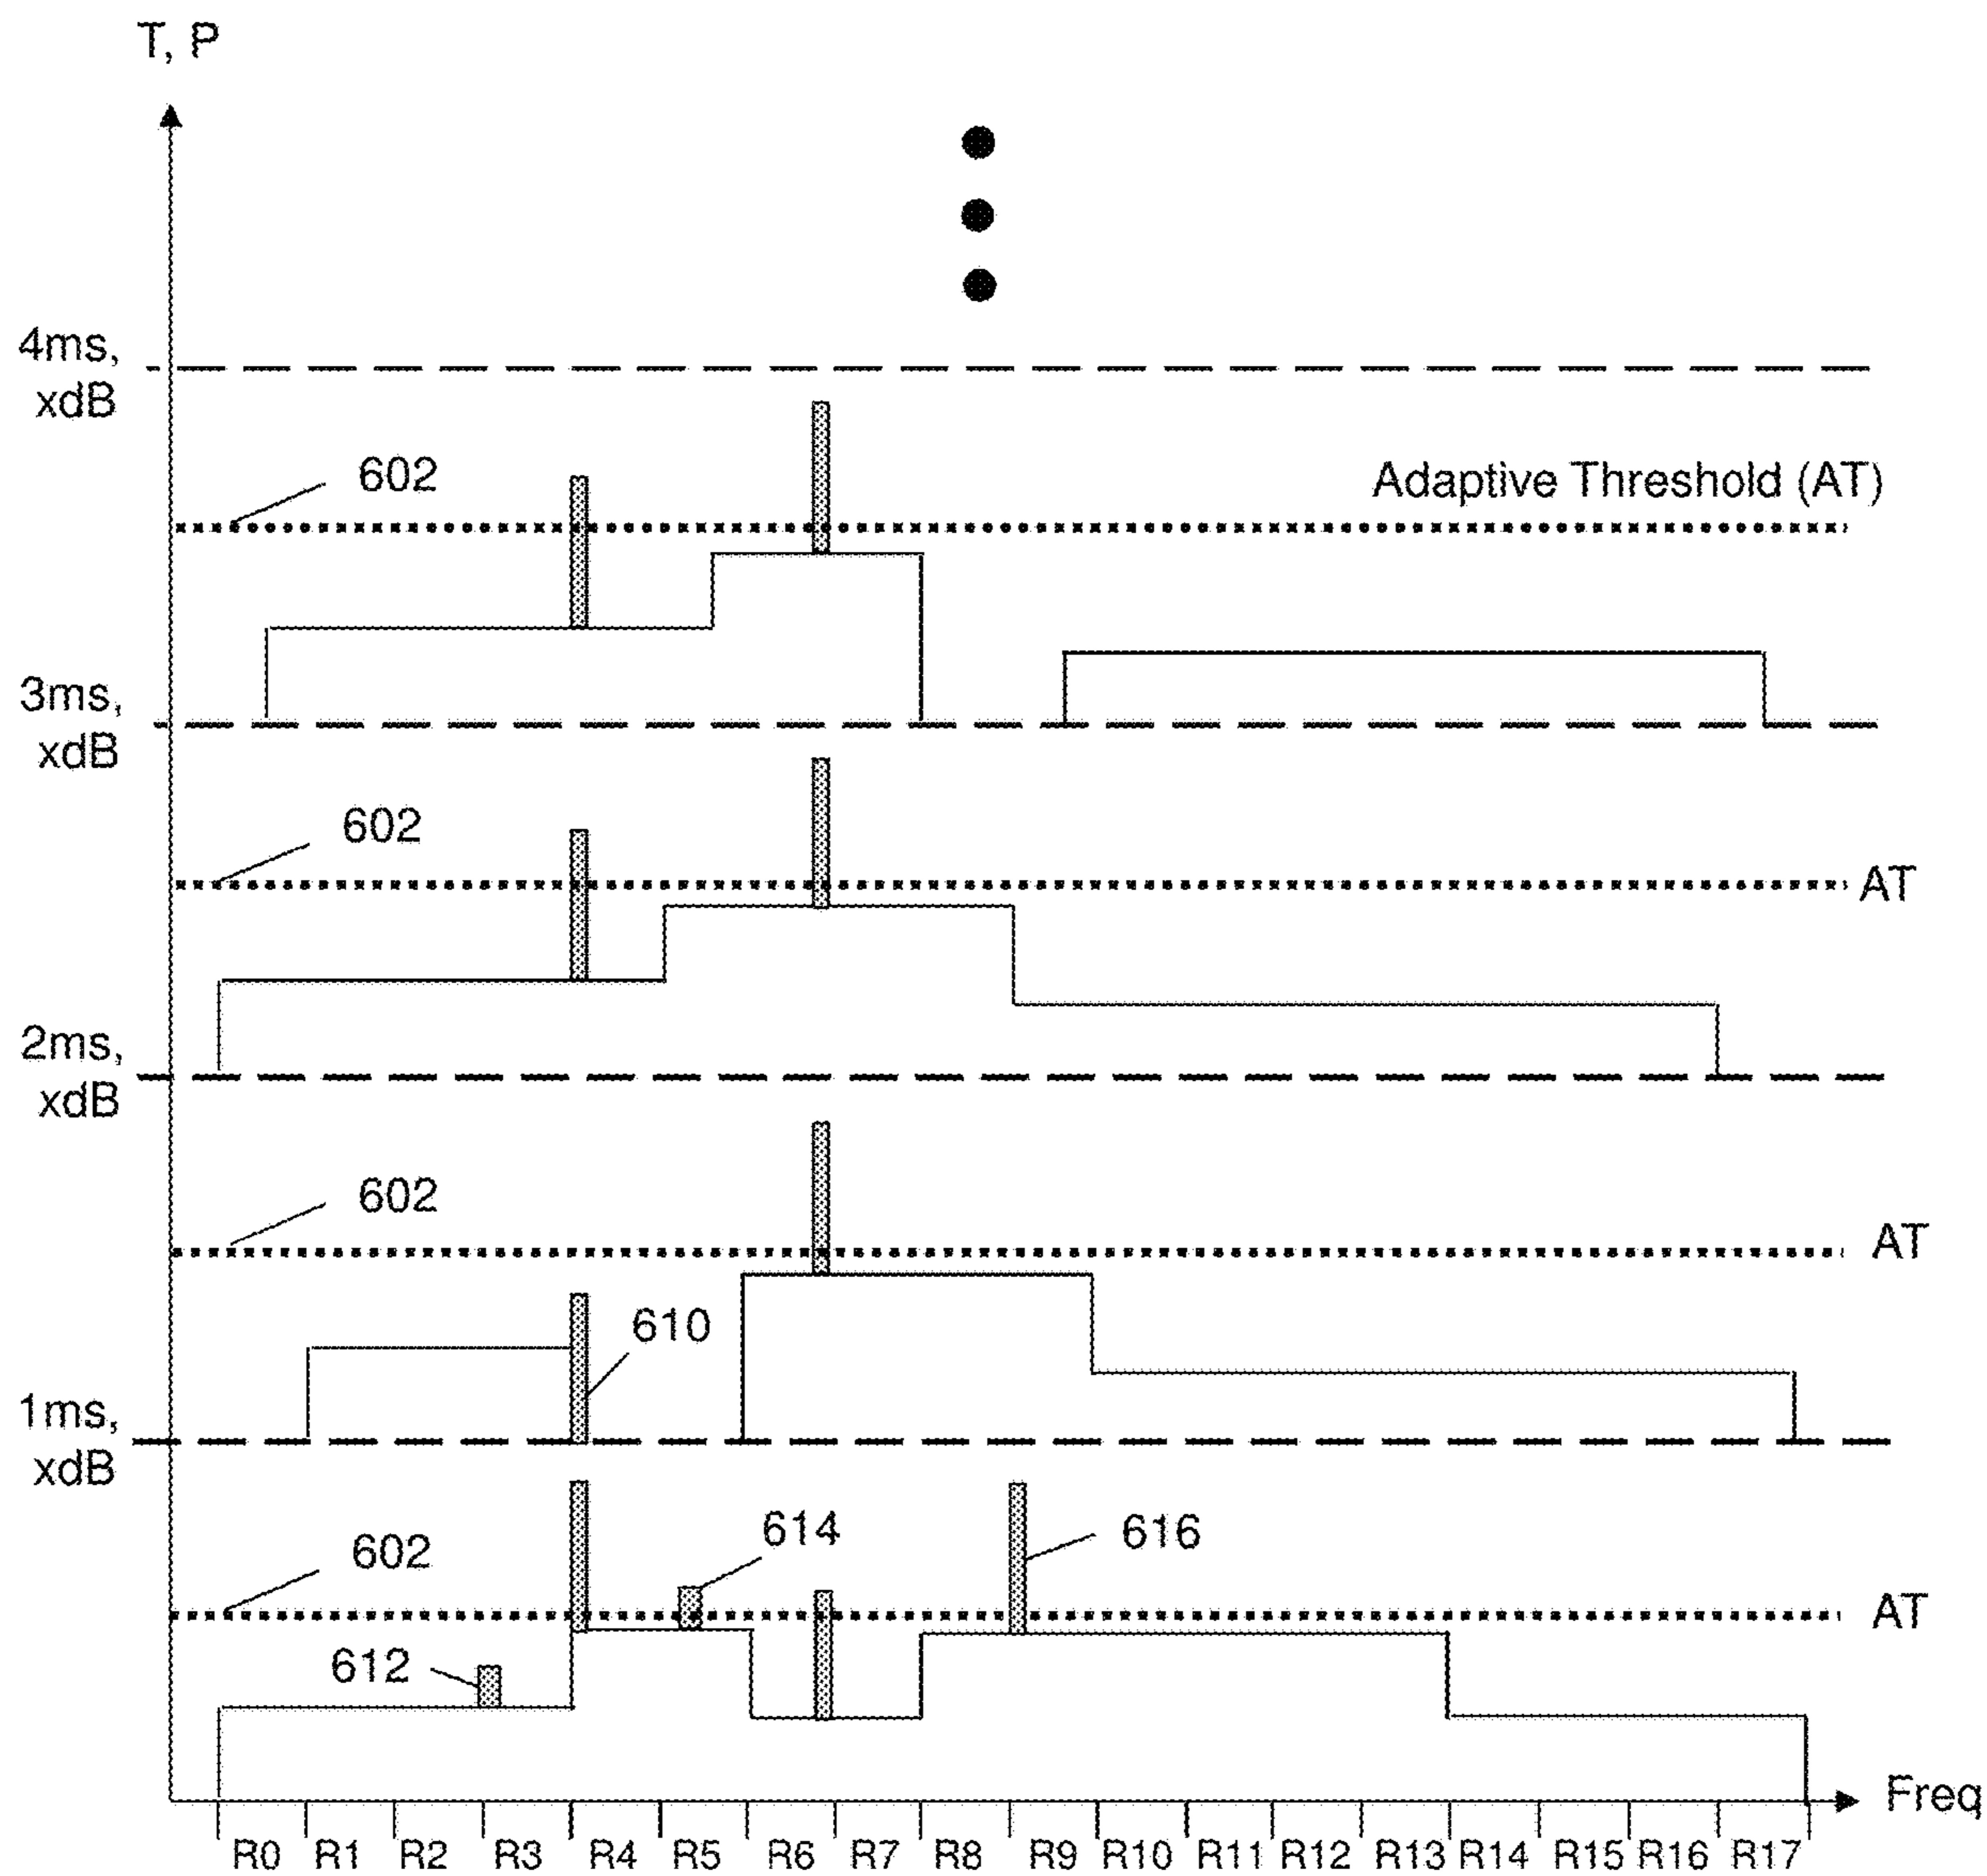 T, P
4ms,
xdB
602
Adaptive Threshold (AT)
3ms,
xdB
602
AT
2ms,
xdB
602
AT
610
1ms,
xdB
614
616
602
AT
612
Freq
R0 R1 R2 R3 R4 R5 R6 R7 R8 R9 R10 R11 R12 R13 R14 R15 R16 R17